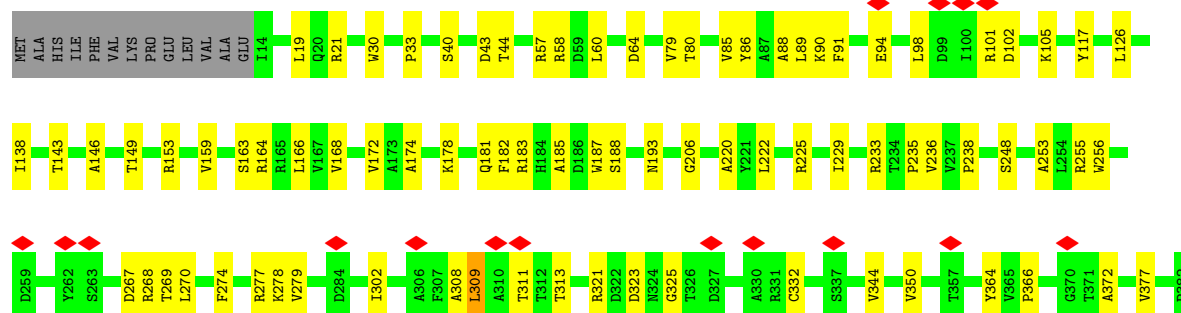 MET ALA HIS ILE PHE VAL LYS PRO GLU LEU VAL ALA GLU I14 L19 Q20 R21 W30 P33 S40 D43 T44 R57 R58 D59 L60 D64 V79 T80 V85 Y86 A87 A88 L89 K90 F91 E94 L98 D99 I100 R101 D102 K105 Y117 L126
I138 T143 A146 T149 R153 V159 S163 R164 R165 L166 V167 V168 V172 A173 A174 K178 Q181 F182 R183 H184 A185 D186 W187 S188 N193 G206 A220 Y221 L222 R225 I229 R233 T234 P235 V236 V237 P238 S248 A253 L254 R255 W256
D259 Y262 S263 D267 R268 T269 L270 F274 R277 K278 V279 D284 I302 A306 F307 A308 L309 A310 T311 T312 T313 R321 D322 D323 N324 G325 T326 D327 A330 R331 C332 S337 V344 V350 T357 Y364 V365 P366 G370 T371 A372 V377